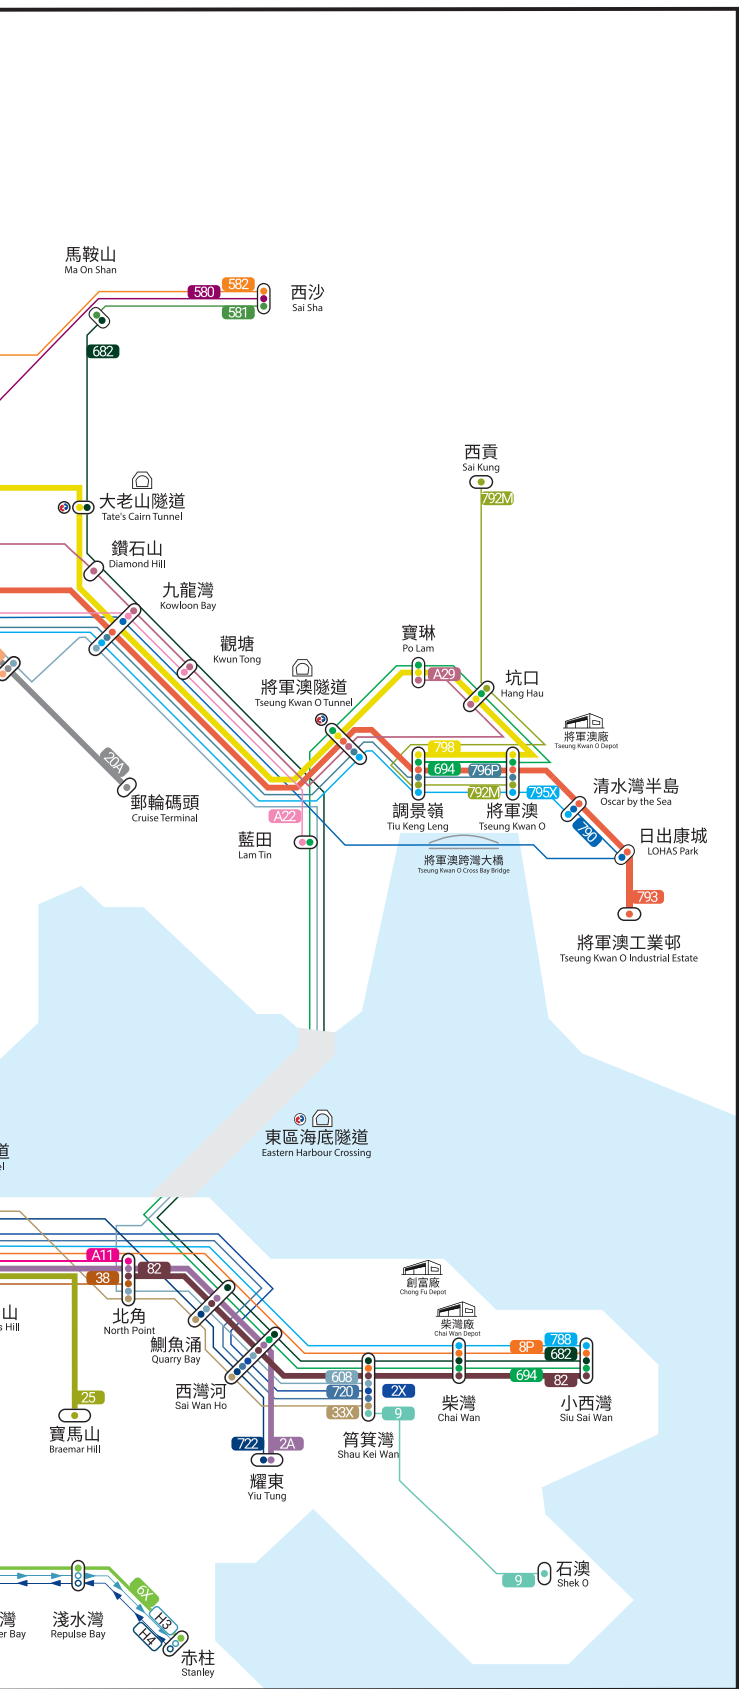 馬鞍山
Ma On Shan
580
582
581
西沙
Sai Sha
682
西貢
Sai Kung
792M
大老山隧道
Tate's Cairn Tunnel
鑽石山
Diamond Hill
九龍灣
Kowloon Bay
觀塘
Kwun Tong
寶琳
Po Lam
A29
坑口
Hang Hau
將軍澳隧道
Tseung Kwan O Tunnel
將軍澳廠
Tseung Kwan O Depot
798
694
796P
792M
795X
20A
郵輪碼頭
Cruise Terminal
A22
藍田
Lam Tin
調景嶺
Tiu Keng Leng
將軍澳
Tseung Kwan O
清水灣半島
Oscar by the Sea
790
日出康城
LOHAS Park
將軍澳跨灣大橋
Tseung Kwan O Cross Bay Bridge
793
將軍澳工業邨
Tseung Kwan O Industrial Estate
道
el
東區海底隧道
Eastern Harbour Crossing
A11
82
38
山
s Hill
北角
North Point
創富廠
Chong Fu Depot
柴灣廠
Chai Wan Depot
鰂魚涌
Quarry Bay
8P
788
682
西灣河
Sai Wan Ho
608
694
82
720
2X
33X
9
25
寶馬山
Braemar Hill
722
2A
筲箕灣
Shau Kei Wan
柴灣
Chai Wan
小西灣
Siu Sai Wan
耀東
Yiu Tung
9
石澳
Shek O
6X
H3
H4
灣
er Bay
淺水灣
Repulse Bay
赤柱
Stanley